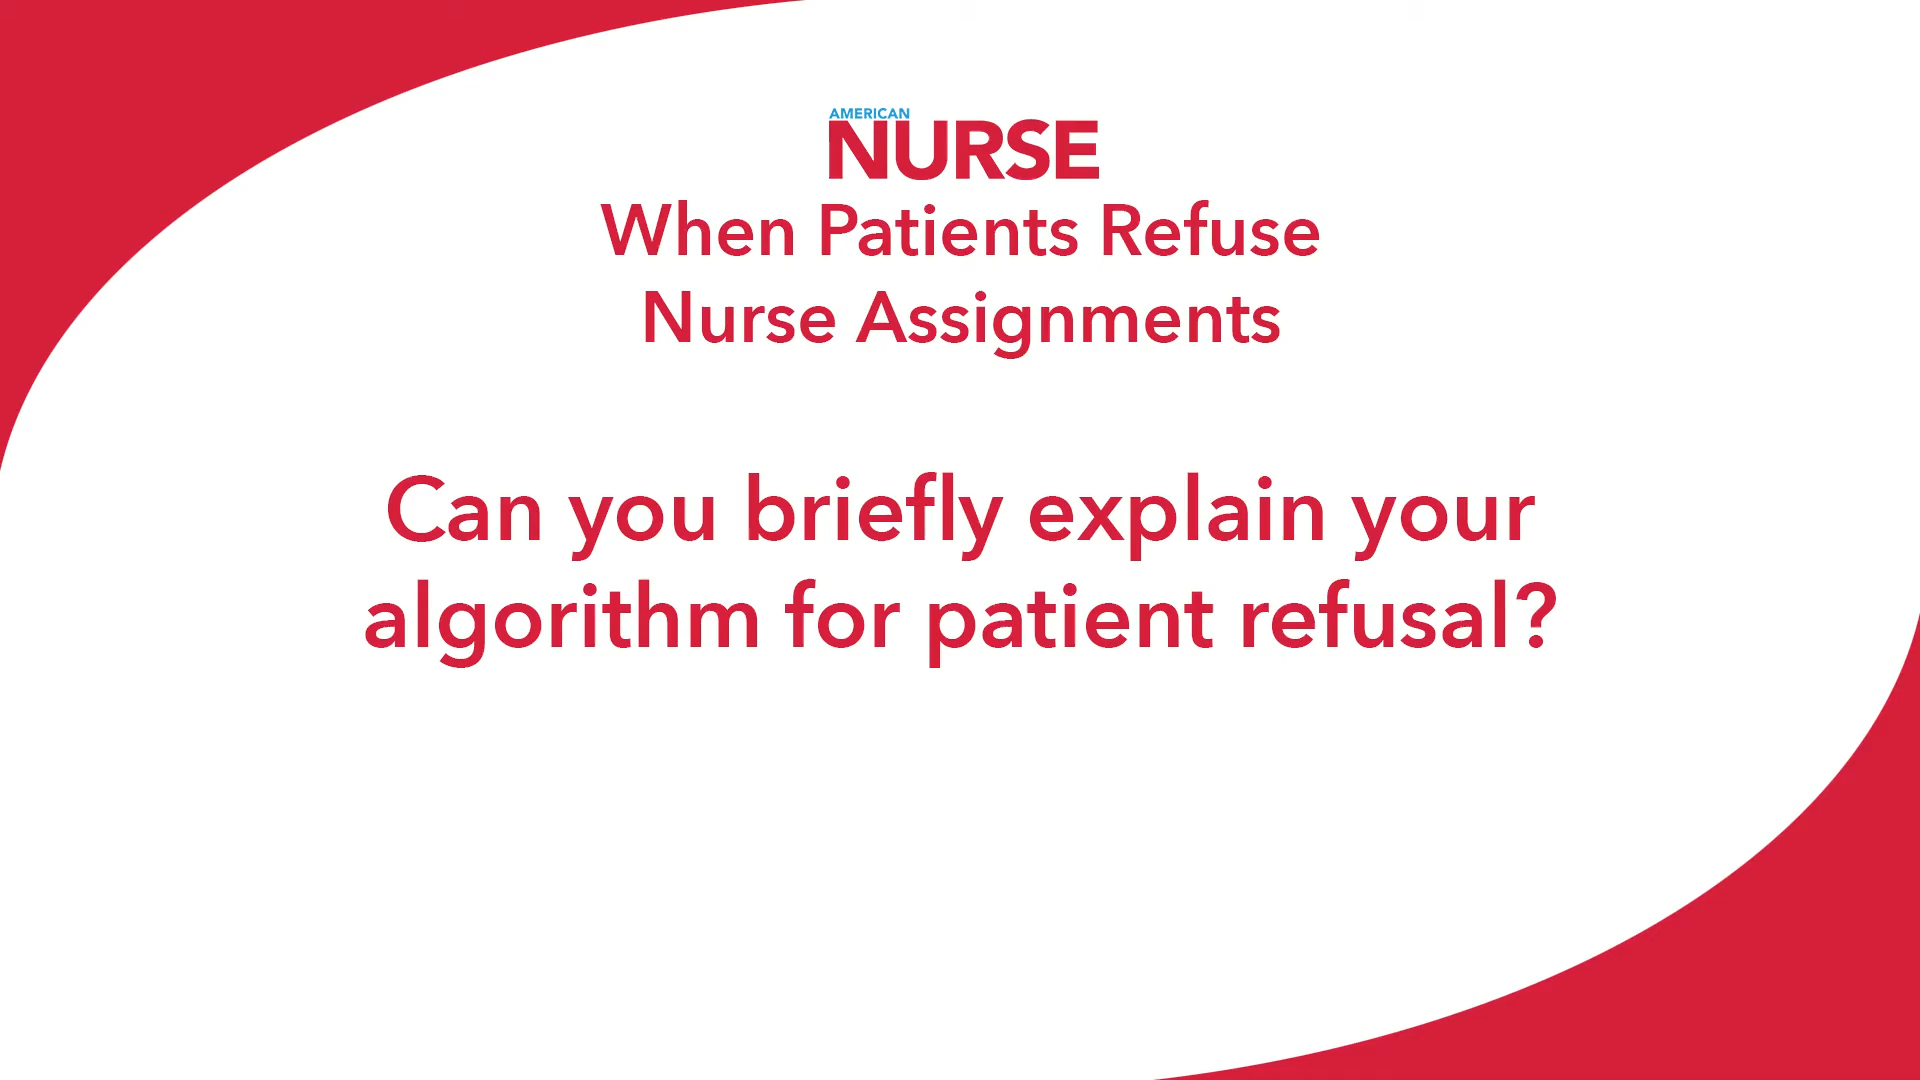 AMERICAN
NURSE
When Patients Refuse
Nurse Assignments
Can you briefly explain your
algorithm for patient refusal?